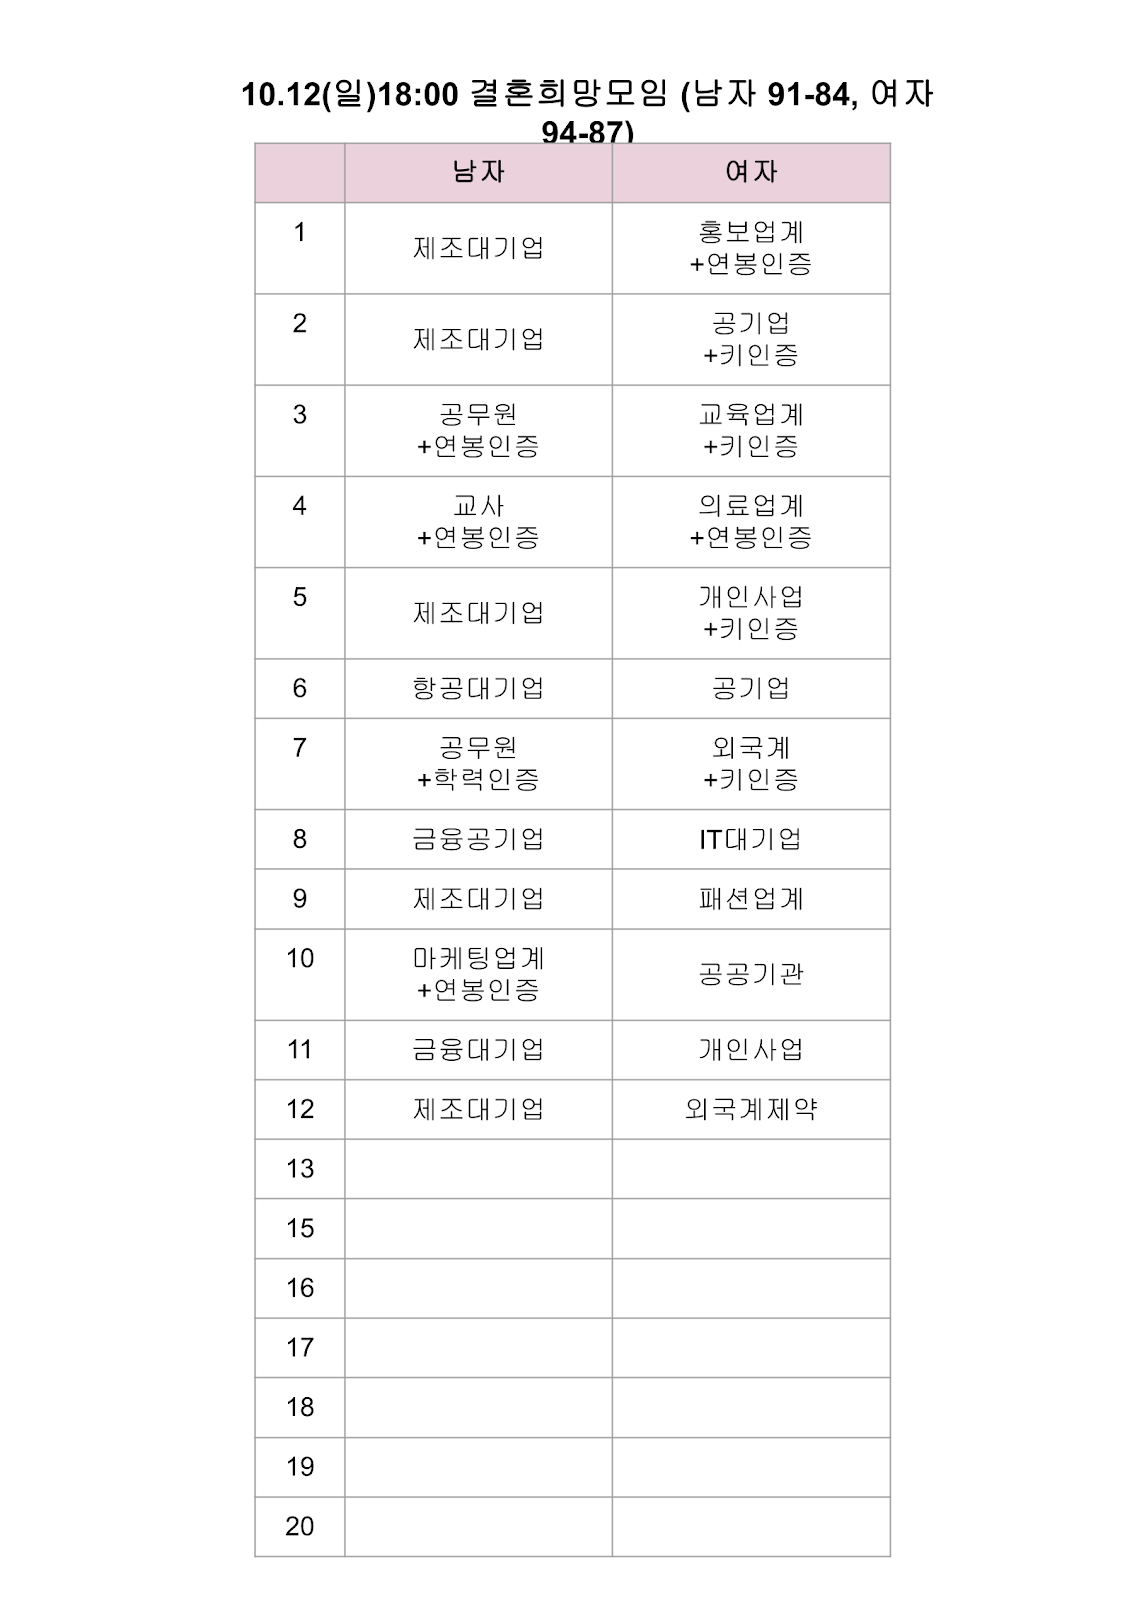 10.12(일)18:00 결혼희망모임 (남자 91-84, 여자
94-87)
남자 여자
1 제조대기업 홍보업계
+연봉인증
2 제조대기업 공기업
+키인증
3 공무원 교육업계
+연봉인증 +키인증
4 교사 의료업계
+연봉인증 +연봉인증
5 제조대기업 개인사업
+키인증
6 항공대기업 공기업
7 공무원 외국계
+학력인증 +키인증
8 금융공기업 IT대기업
9 제조대기업 패션업계
10 마케팅업계 공공기관
+연봉인증
11 금융대기업 개인사업
12 제조대기업 외국계제약
13
15
16
17
18
19
20